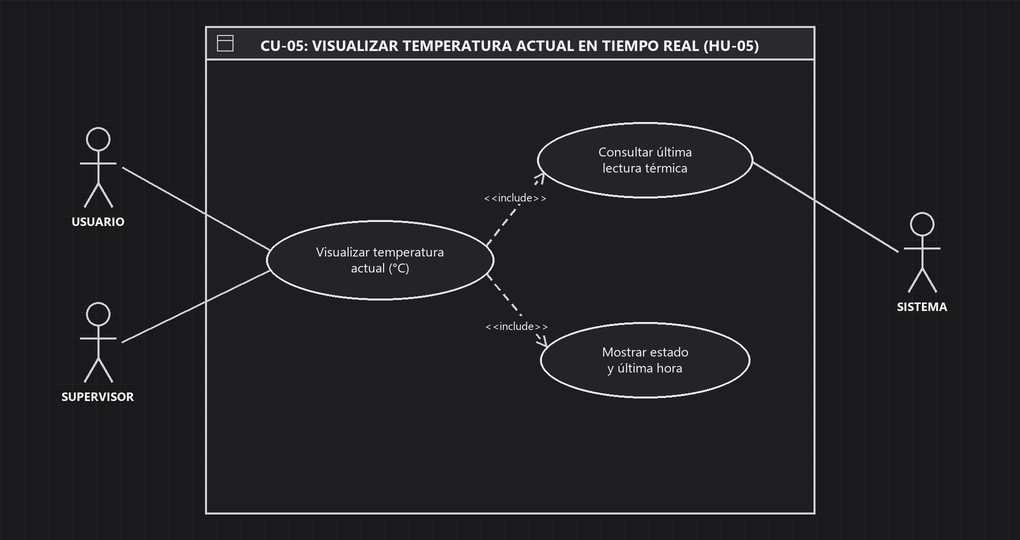 CU-05: VISUALIZAR TEMPERATURA ACTUAL EN TIEMPO REAL (HU-05)
Consultar última
lectura térmica
<<include>>
USUARIO
Visualizar temperatura
actual (°C)
SISTEMA
<<include>>
Mostrar estado
y última hora
SUPERVISOR